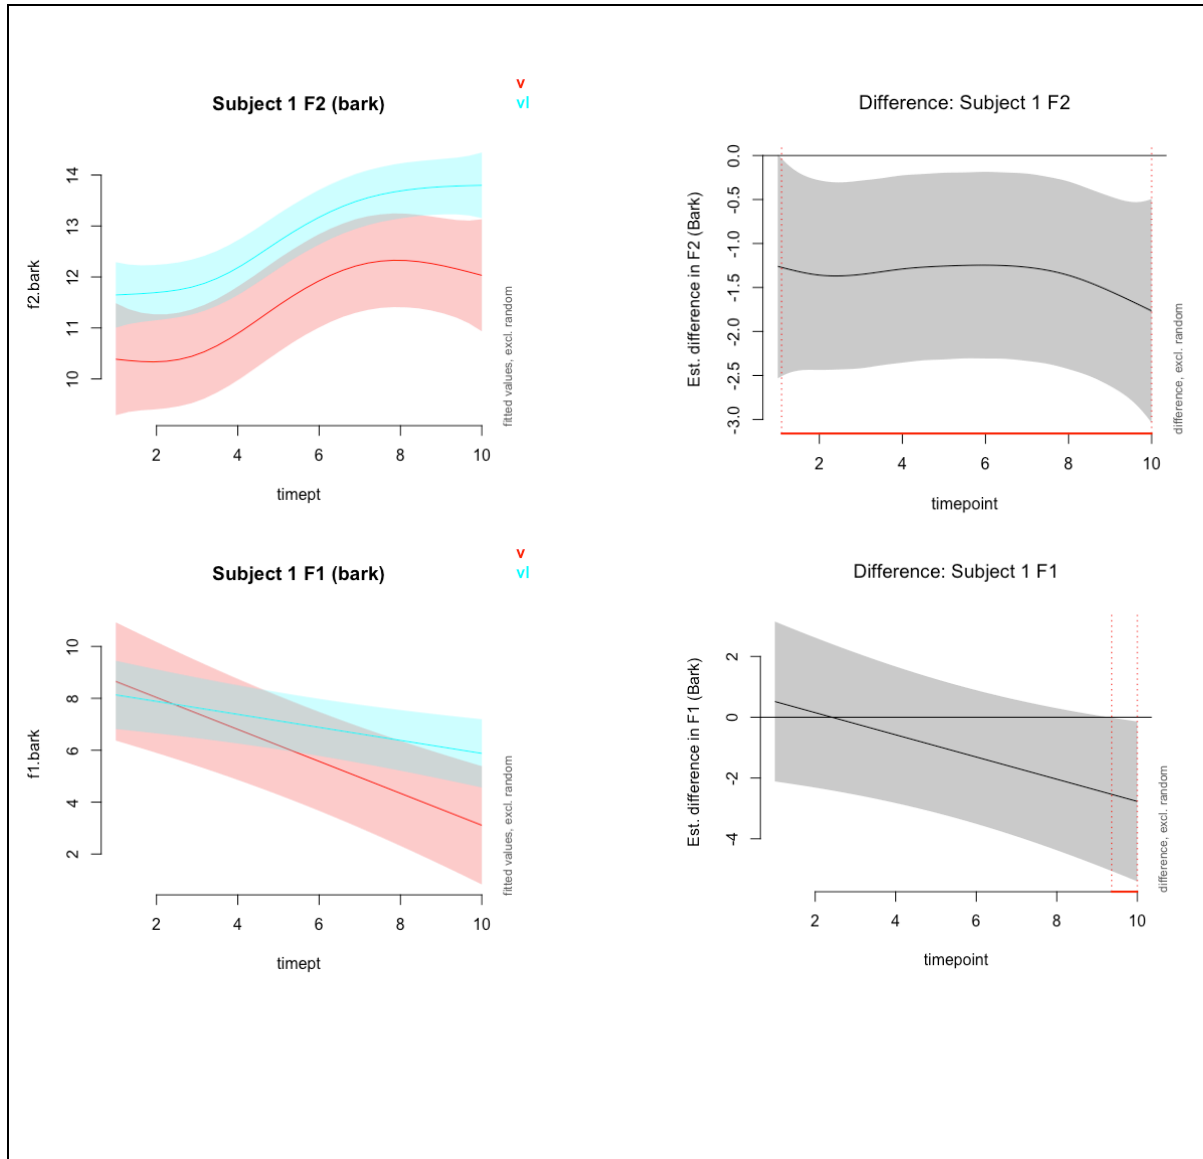 v
vl
Subject 1 F2 (bark)
f2.bark
14
13
12
11
10
2 4 6 8 10
timept
fitted values, excl. random
Difference: Subject 1 F2
Est. difference in F2 (Bark)
0.0
-0.5
-1.0
-1.5
-2.0
-2.5
-3.0
2 4 6 8 10
timepoint
difference, excl. random
v
vl
Subject 1 F1 (bark)
f1.bark
10
8
6
4
2
2 4 6 8 10
timept
fitted values, excl. random
Difference: Subject 1 F1
Est. difference in F1 (Bark)
2
0
-2
-4
2 4 6 8 10
timepoint
difference, excl. random